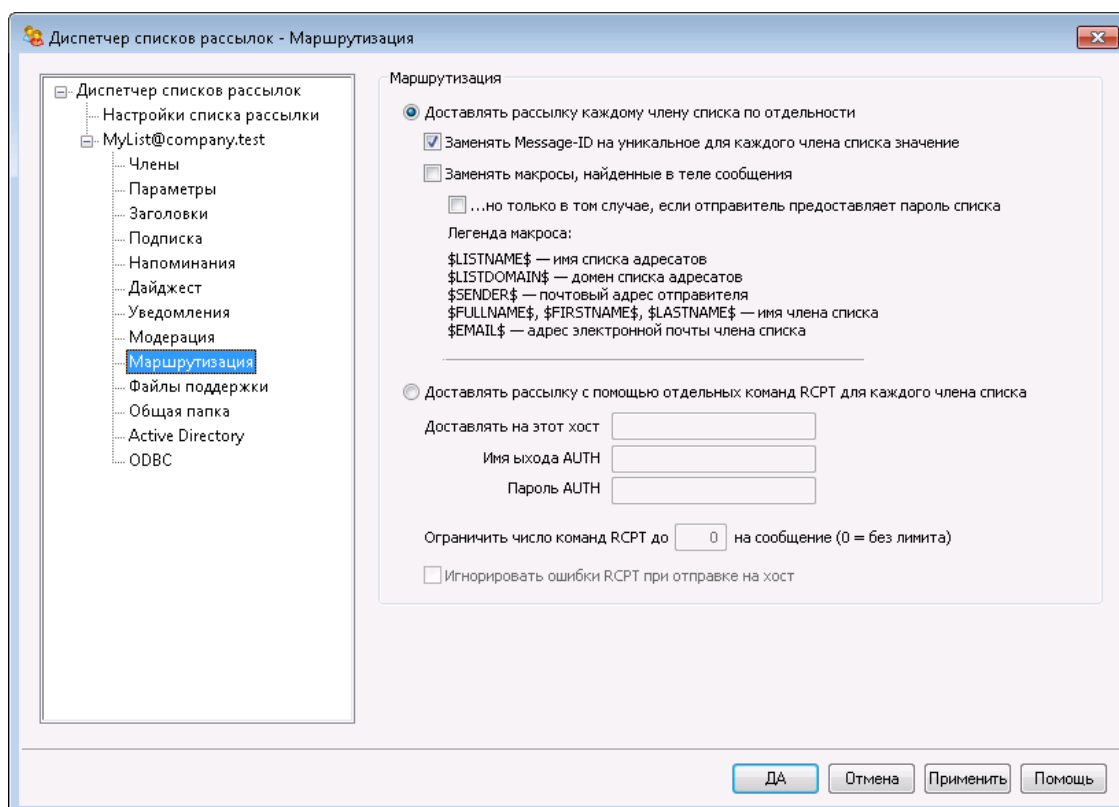 Диспетчер списков рассылок - Маршрутизация
Диспетчер списков рассылок
Настройки списка рассылки
MyList@company.test
Члены
Параметры
Заголовки
Подписка
Напоминания
Дайджест
Уведомления
Модерация
Маршрутизация
Файлы поддержки
Общая папка
Active Directory
ODBC
Маршрутизация
Доставлять рассылку каждому члену списка по отдельности
Заменять Message-ID на уникальное для каждого члена списка значение
Заменять макросы, найденные в теле сообщения
...но только в том случае, если отправитель предоставляет пароль списка
Легенда макроса:
$LISTNAME$ — имя списка адресатов
$LISTDOMAIN$ — домен списка адресатов
$SENDER$ — почтовый адрес отправителя
$FULLNAME$, $FIRSTNAME$, $LASTNAME$ — имя члена списка
$EMAIL$ — адрес электронной почты члена списка
Доставлять рассылку с помощью отдельных команд RCPT для каждого члена списка
Доставлять на этот хост
Имя ыхода AUTH
Пароль AUTH
Ограничить число команд RCPT до 0 на сообщение (0 = без лимита)
Игнорировать ошибки RCPT при отправке на хост
ДА Отмена Применить Помощь